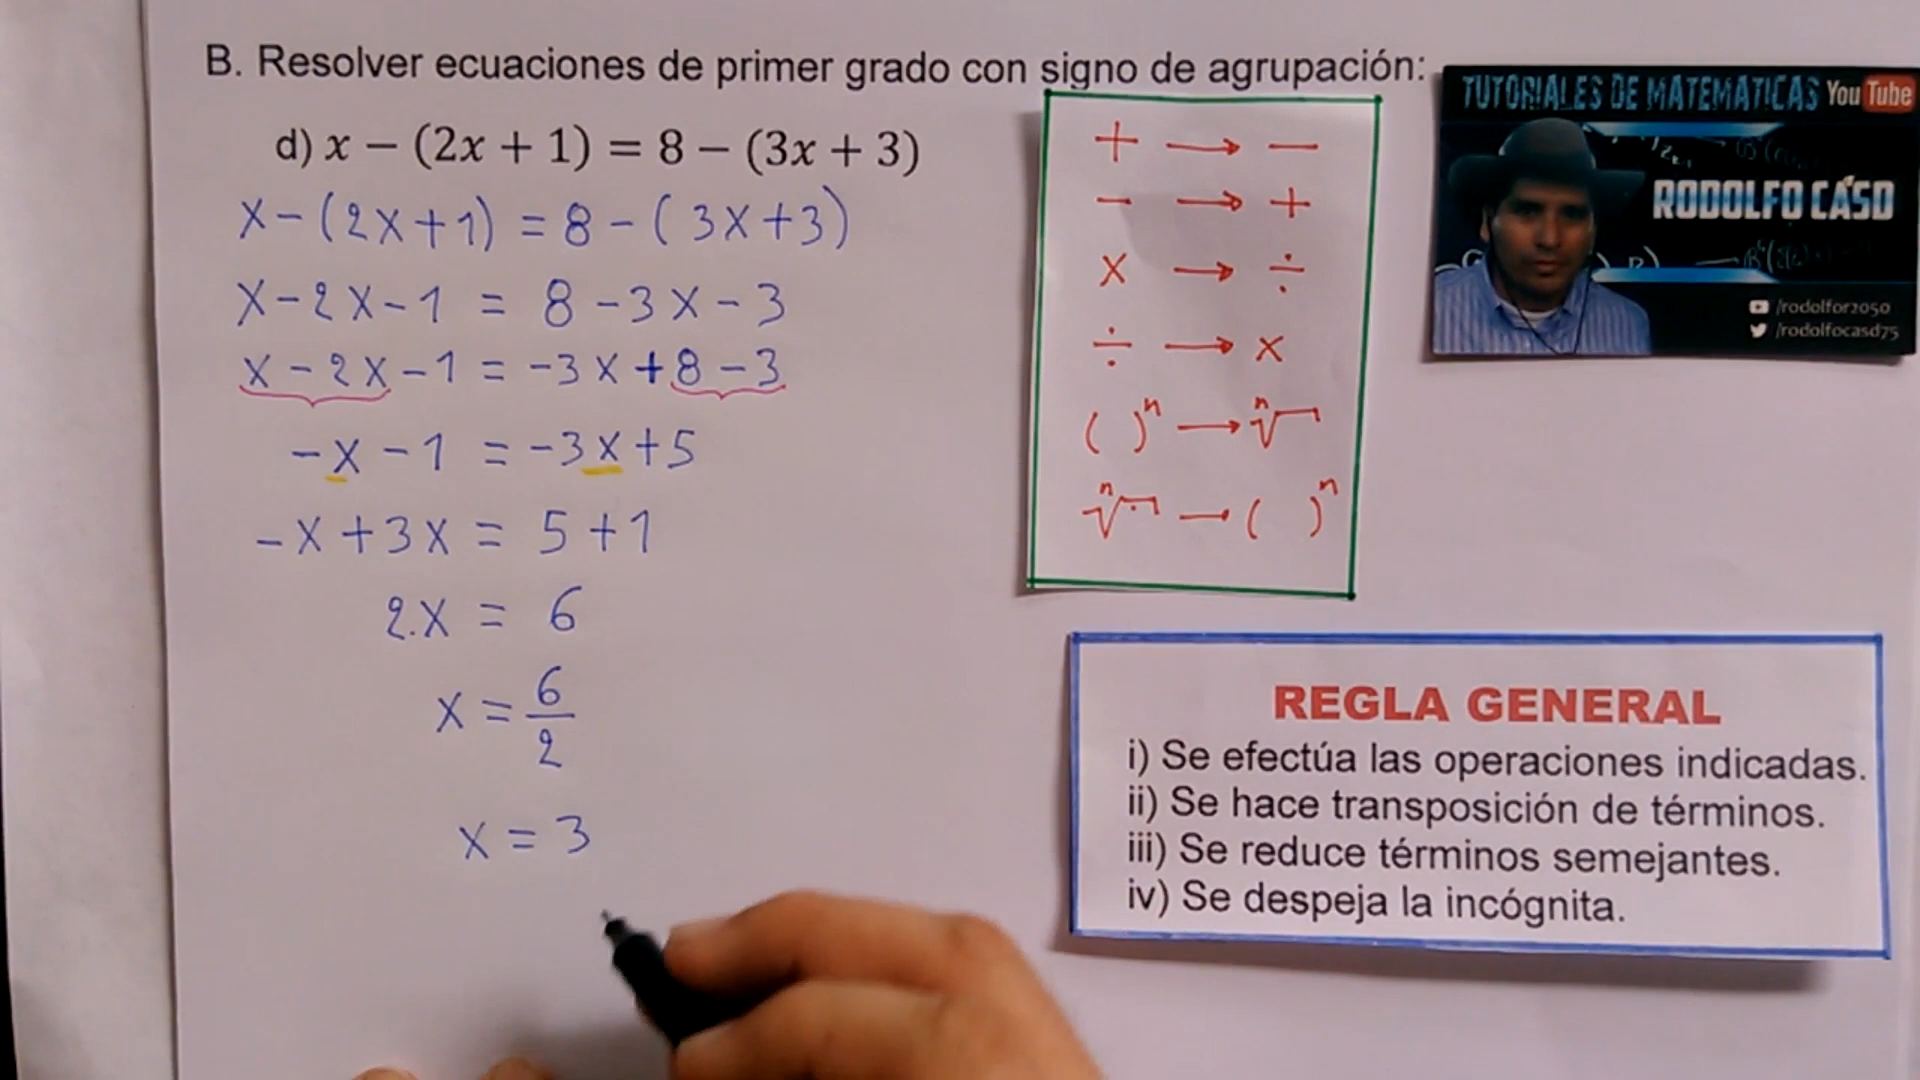 B. Resolver ecuaciones de primer grado con signo de agrupación:
d) x − (2x + 1) = 8 − (3x + 3)
x-(2x+1) = 8-(3x+3)
x-2x-1 = 8-3x-3
x-2x-1 = -3x+8-3
-x-1 = -3x+5
-x+3x = 5+1
2.x = 6
x = 6/2
x = 3
+ → −
− → +
x → ÷
÷ → x
( )ⁿ → ⁿ√
ⁿ√ → ( )ⁿ
TUTORIALES DE MATEMATICAS YouTube
RODOLFO CASO
/rodolfor2050
/rodolfocasd75
REGLA GENERAL
i) Se efectúa las operaciones indicadas.
ii) Se hace transposición de términos.
iii) Se reduce términos semejantes.
iv) Se despeja la incógnita.